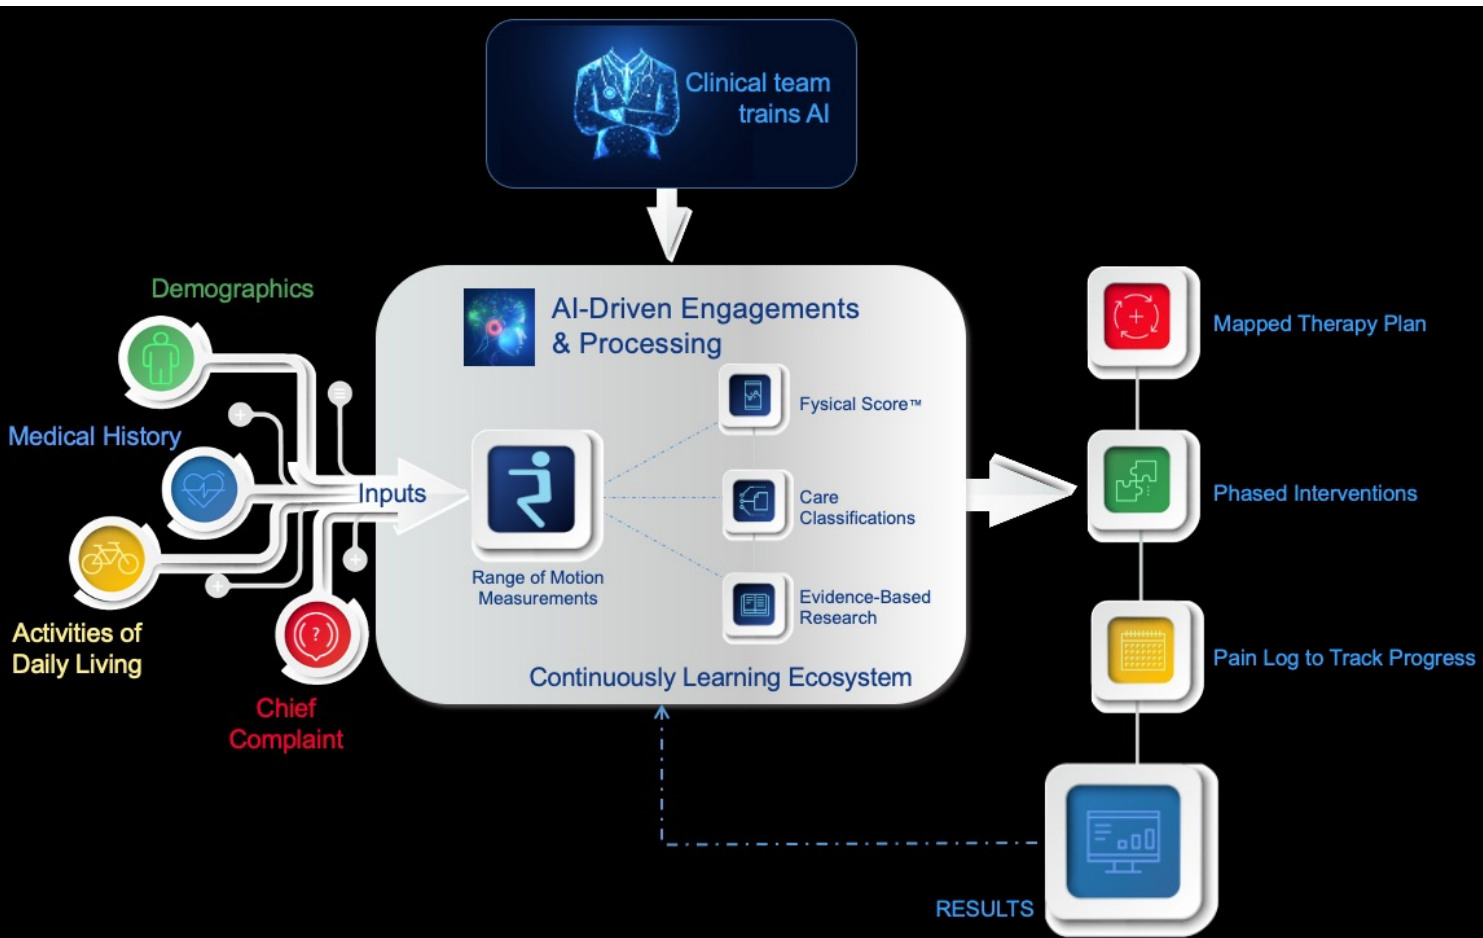 Clinical team
trains AI
Demographics
Medical History
Activities of
Daily Living
Chief
Complaint
Inputs
AI-Driven Engagements
& Processing
Range of Motion
Measurements
Fysical Score™
Care
Classifications
Evidence-Based
Research
Continuously Learning Ecosystem
Mapped Therapy Plan
Phased Interventions
Pain Log to Track Progress
RESULTS